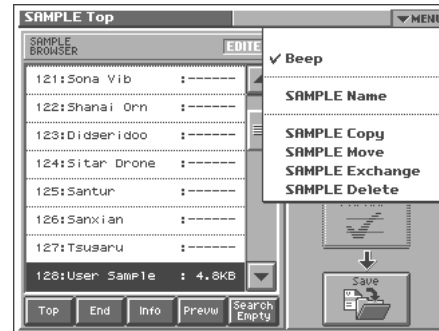 SAMPLE Top
SAMPLE
BROWSER
121:Sona Vib :------
122:Shanai Orn :------
123:Didgeridoo :------
124:Sitar Drone :------
125:Santur :------
126:Sanxian :------
127:Tsugaru :------
128:User Sample : 4.8KB
Top End Info Prevw Search Empty
✓ Beep
SAMPLE Name
SAMPLE Copy
SAMPLE Move
SAMPLE Exchange
SAMPLE Delete
Save